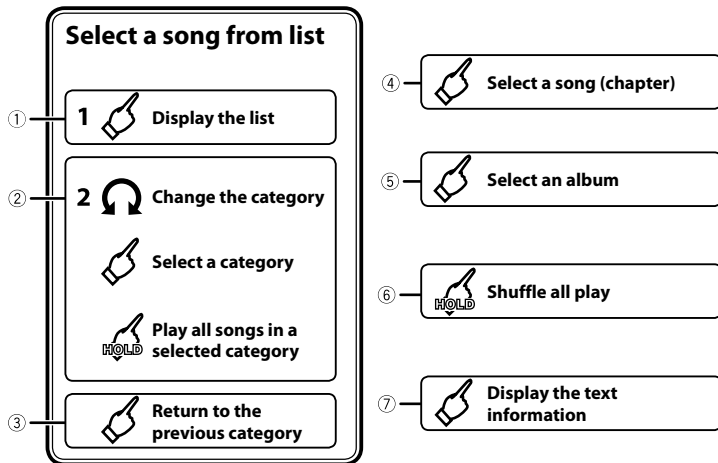 Select a song from list
① 1 Display the list
② 2 Change the category
Select a category
HOLD Play all songs in a
selected category
③ Return to the
previous category
④ Select a song (chapter)
⑤ Select an album
⑥ HOLD Shuffle all play
⑦ Display the text
information